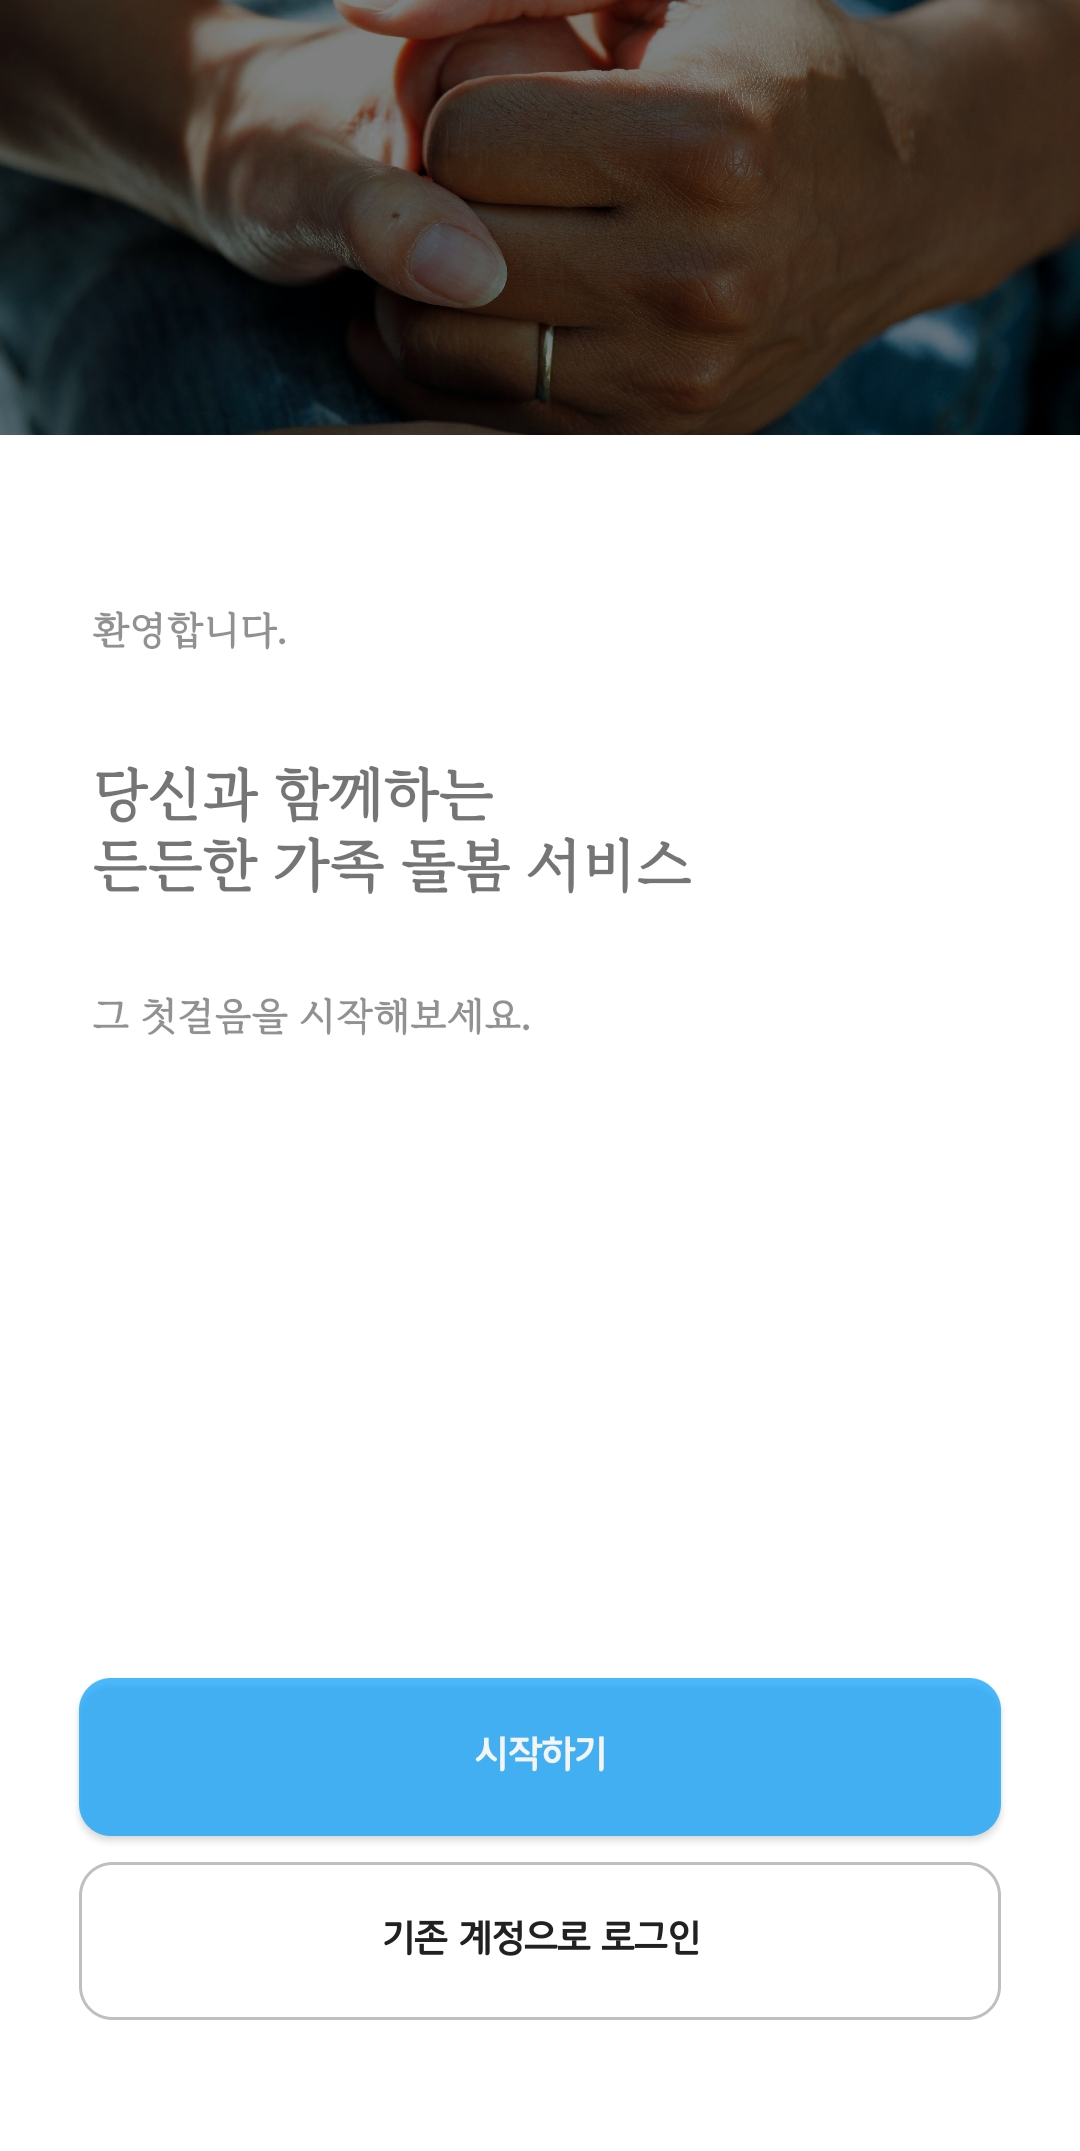 환영합니다.
당신과 함께하는
든든한 가족 돌봄 서비스
그 첫걸음을 시작해보세요.
시작하기
기존 계정으로 로그인